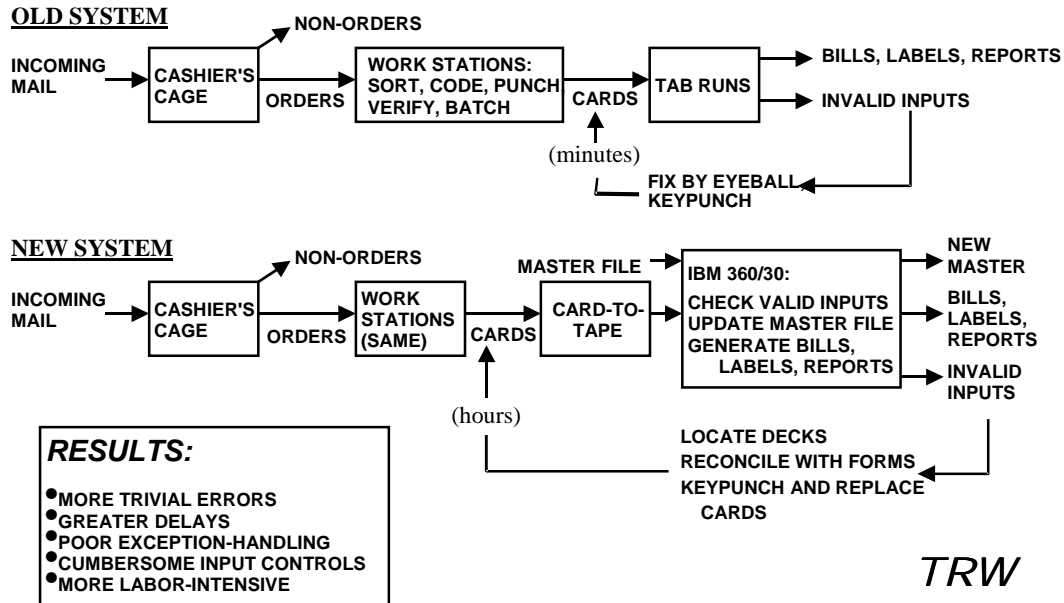 OLD SYSTEM
INCOMING
MAIL
CASHIER'S
CAGE
NON-ORDERS
ORDERS
WORK STATIONS:
SORT, CODE, PUNCH,
VERIFY, BATCH
CARDS
TAB RUNS
BILLS, LABELS, REPORTS
INVALID INPUTS
(minutes)
FIX BY EYEBALL,
KEYPUNCH
NEW SYSTEM
INCOMING
MAIL
CASHIER'S
CAGE
NON-ORDERS
ORDERS
WORK
STATIONS
(SAME)
CARDS
MASTER FILE
CARD-TO-
TAPE
IBM 360/30:
CHECK VALID INPUTS
UPDATE MASTER FILE
GENERATE BILLS,
LABELS, REPORTS
NEW
MASTER
BILLS,
LABELS,
REPORTS
INVALID
INPUTS
(hours)
LOCATE DECKS
RECONCILE WITH FORMS
KEYPUNCH AND REPLACE
CARDS
RESULTS:
•MORE TRIVIAL ERRORS
•GREATER DELAYS
•POOR EXCEPTION-HANDLING
•CUMBERSOME INPUT CONTROLS
•MORE LABOR-INTENSIVE
TRW